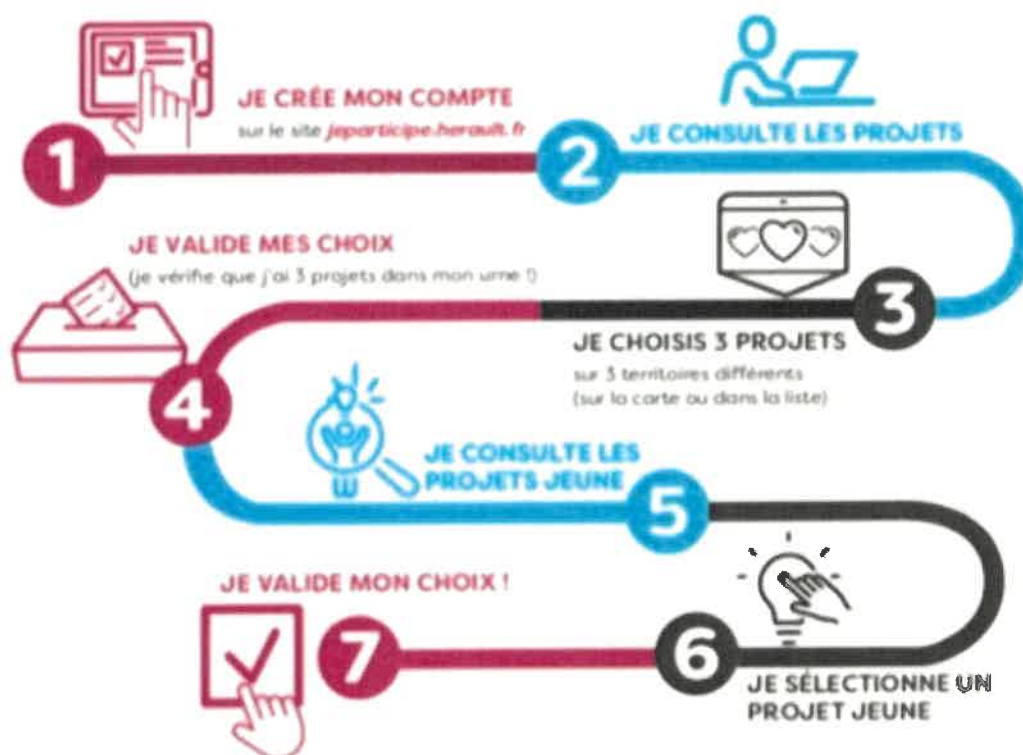 1
JE CRÉE MON COMPTE
sur le site jeparticipe.herault.fr
2
JE CONSULTE LES PROJETS
3
JE CHOISIS 3 PROJETS
sur 3 territoires différents
(sur la carte ou dans la liste)
JE VALIDE MES CHOIX
(je vérifie que j'ai 3 projets dans mon urne !)
4
JE CONSULTE LES
PROJETS JEUNE
5
6
JE SÉLECTIONNE UN
PROJET JEUNE
JE VALIDE MON CHOIX !
7